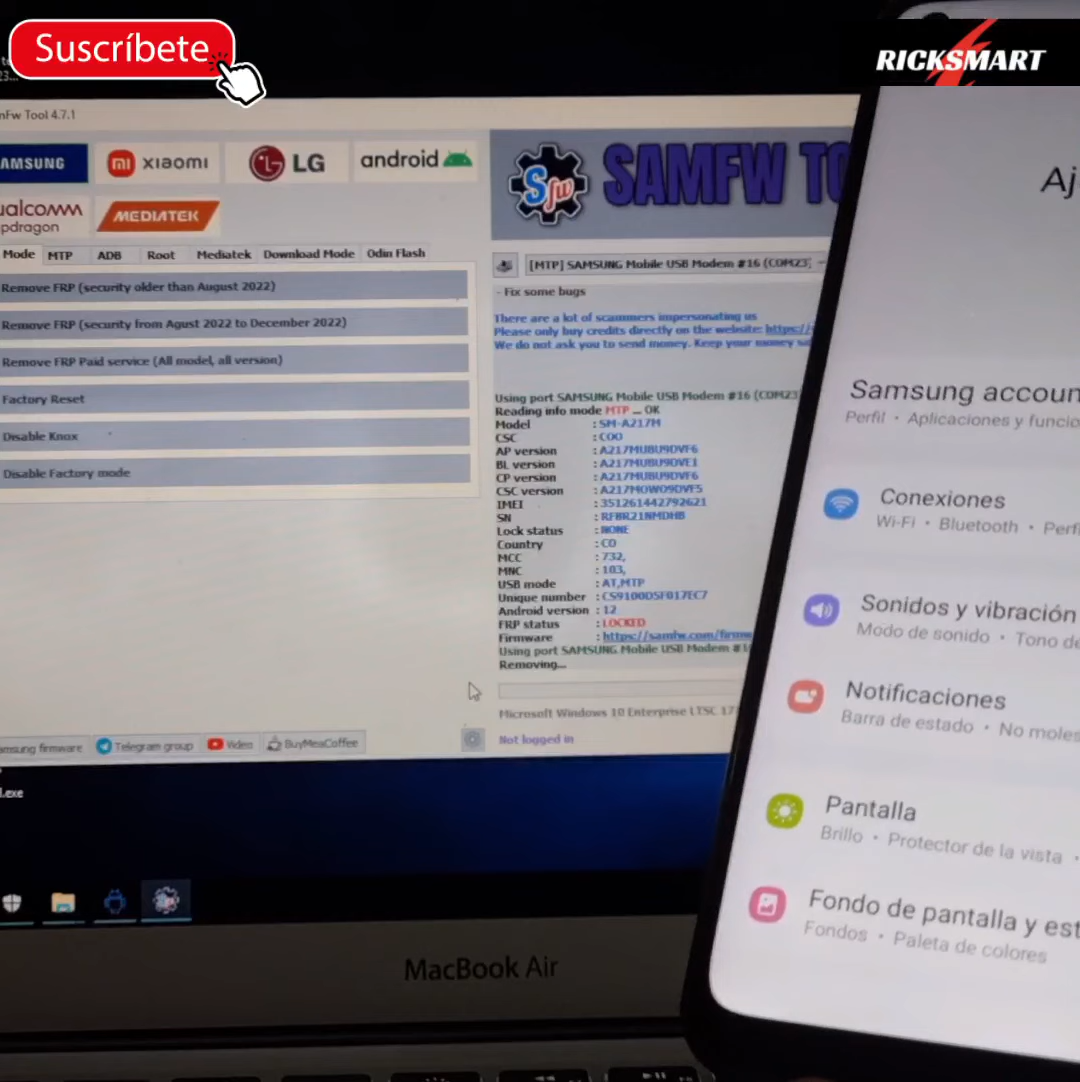 Suscríbete
RICKSMART
Fw Tool 4.7.1
AMSUNG
xiaomi
LG
android
SAMFW TO
Sfw
ualcomm
pdragon
MEDIATEK
Mode
MTP
ADB
Root
Mediatek
Download Mode
Odin Flash
Remove FRP (security older than August 2022)
Remove FRP (security from Agust 2022 to December 2022)
Remove FRP Paid service (All model, all version)
Factory Reset
Disable Knox
Disable Factory mode
[MTP] SAMSUNG Mobile USB Modem #16 (COM23)
- Fix some bugs
There are a lot of scammers impersonating us
Please only buy credits directly on the website: https://
We do not ask you to send money. Keep your money sa
Using port SAMSUNG Mobile USB Modem #16 (COM23
Reading info mode MTP ... OK
Model : SM-A217M
CSC : COO
AP version : A217MUBU9DVF6
BL version : A217MUBU9DVE1
CP version : A217MUBU9DVF6
CSC version : A217MOWO9DVF5
IMEI : 351261442792621
SN : RF8R21NMDHB
Lock status : NONE
Country : CO
MCC : 732,
MNC : 103,
USB mode : AT,MTP
Unique number : CS9100DSF017EC7
Android version : 12
FRP status : LOCKED
Firmware : https://samfw.com/firmw
Using port SAMSUNG Mobile USB Modem #1
Removing...
Microsoft Windows 10 Enterprise LTSC 17
Not logged in
msung firmware
Telegram group
Video
BuyMeaCoffee
.exe
MacBook Air
Aj
Samsung accoun
Perfil • Aplicaciones y funcio
Conexiones
Wi-Fi • Bluetooth • Perfi
Sonidos y vibración
Modo de sonido • Tono de
Notificaciones
Barra de estado • No moles
Pantalla
Brillo • Protector de la vista •
Fondo de pantalla y est
Fondos • Paleta de colores